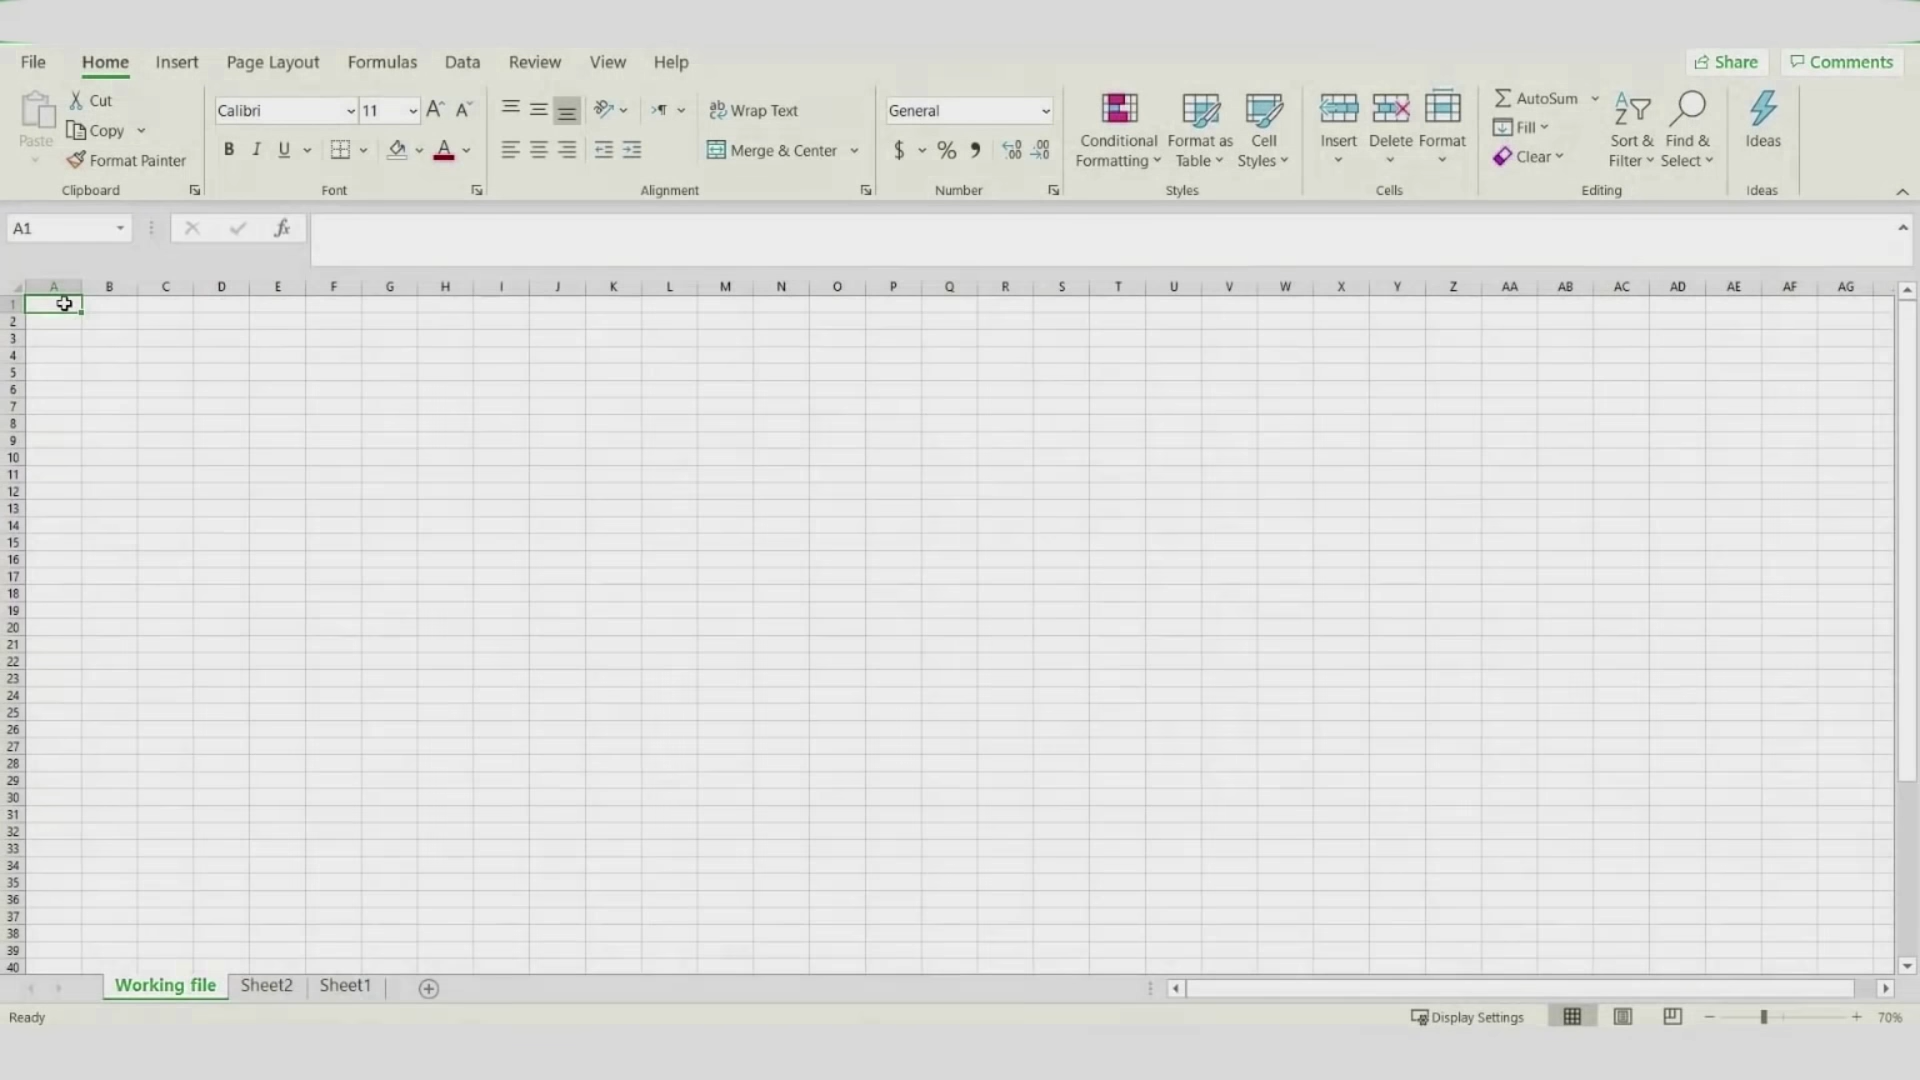 File Home Insert Page Layout Formulas Data Review View Help Share Comments
Paste Cut Copy Format Painter
Calibri 11
B I U A
Wrap Text
Merge & Center
General
$ % 9
Conditional Formatting Format as Table Cell Styles
Insert Delete Format
AutoSum Fill Clear
Sort & Filter Find & Select
Ideas
Clipboard Font Alignment Number Styles Cells Editing Ideas
A1 fx
A B C D E F G H I J K L M N O P Q R S T U V W X Y Z AA AB AC AD AE AF AG
1
2
3
4
5
6
7
8
9
10
11
12
13
14
15
16
17
18
19
20
21
22
23
24
25
26
27
28
29
30
31
32
33
34
35
36
37
38
39
40
Working file Sheet2 Sheet1
Ready Display Settings 70%